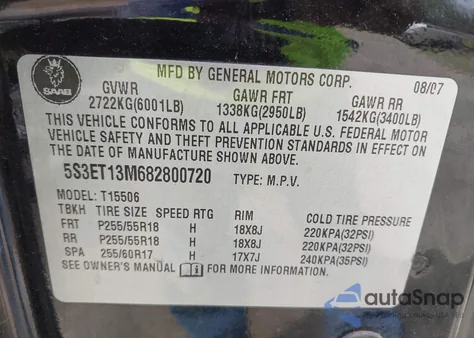 SAAB
MFD BY GENERAL MOTORS CORP. 08/07
GVWR GAWR FRT GAWR RR
2722KG(6001LB) 1338KG(2950LB) 1542KG(3400LB)
THIS VEHICLE CONFORMS TO ALL APPLICABLE U.S. FEDERAL MOTOR
VEHICLE SAFETY AND THEFT PREVENTION STANDARDS IN EFFECT ON
THE DATE OF MANUFACTURE SHOWN ABOVE.
5S3ET13M682800720 TYPE: M.P.V.
MODEL: T15506
TBKH TIRE SIZE SPEED RTG RIM COLD TIRE PRESSURE
FRT P255/55R18 H 18X8J 220KPA(32PSI)
RR P255/55R18 H 18X8J 220KPA(32PSI)
SPA 255/60R17 H 17X7J 240KPA(35PSI)
SEE OWNER'S MANUAL FOR MORE INFORMATION
autoSnap